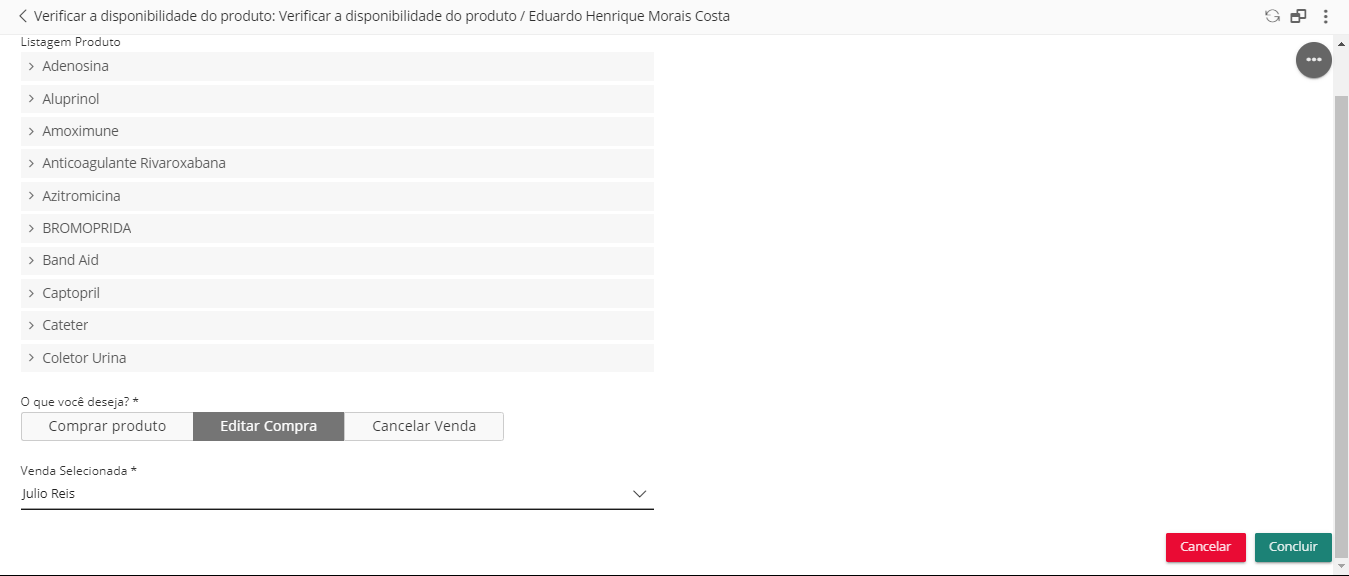 Verificar a disponibilidade do produto: Verificar a disponibilidade do produto / Eduardo Henrique Morais Costa
Listagem Produto
Adenosina
Aluprinol
Amoximune
Anticoagulante Rivaroxabana
Azitromicina
BROMOPRIDA
Band Aid
Captopril
Cateter
Coletor Urina
O que você deseja? *
Comprar produto Editar Compra Cancelar Venda
Venda Selecionada *
Julio Reis
Cancelar Concluir